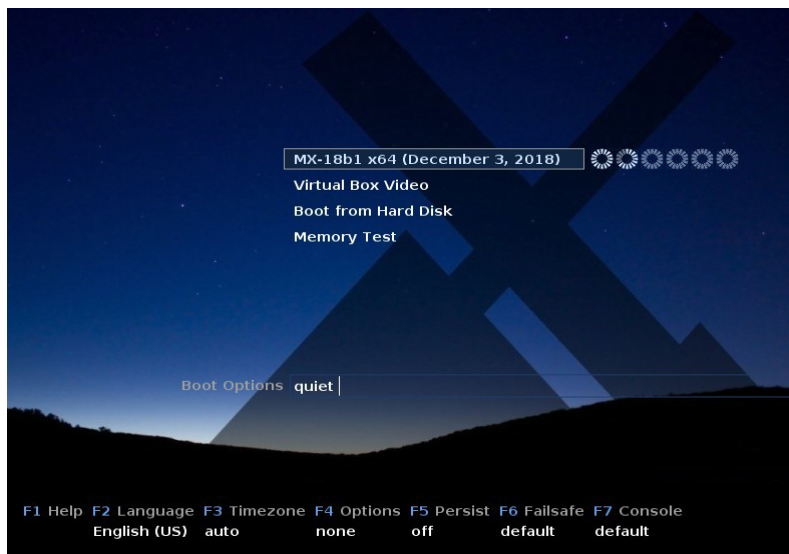 MX-18b1 x64 (December 3, 2018)
Virtual Box Video
Boot from Hard Disk
Memory Test
Boot Options quiet
F1 Help F2 Language F3 Timezone F4 Options F5 Persist F6 Failsafe F7 Console
English (US) auto none off default default